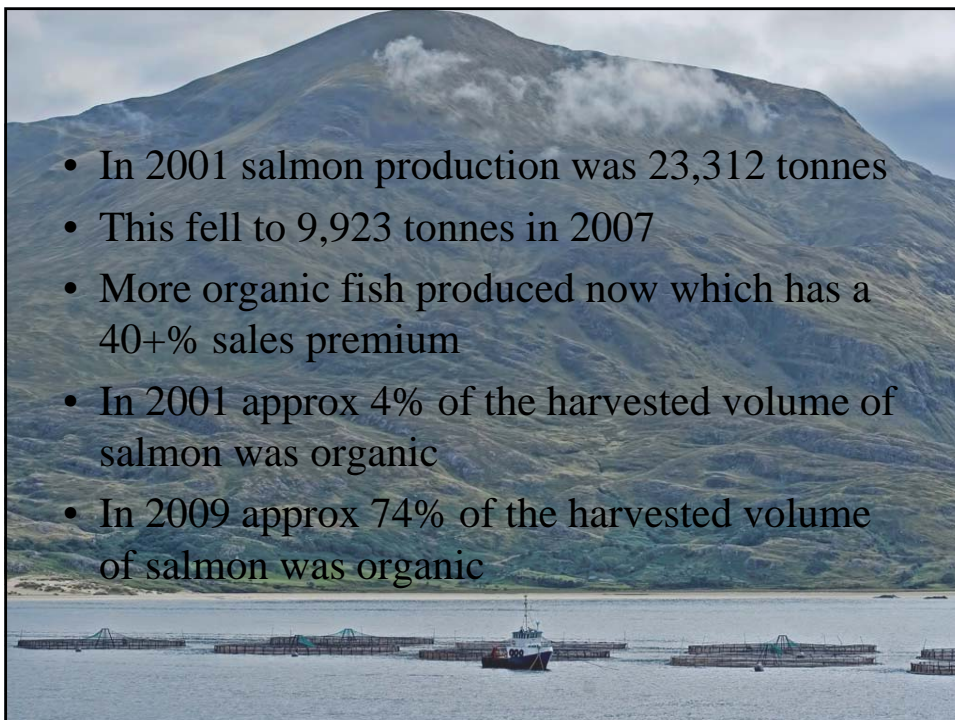 • In 2001 salmon production was 23,312 tonnes
• This fell to 9,923 tonnes in 2007
• More organic fish produced now which has a
40+% sales premium
• In 2001 approx 4% of the harvested volume of
salmon was organic
• In 2009 approx 74% of the harvested volume
of salmon was organic